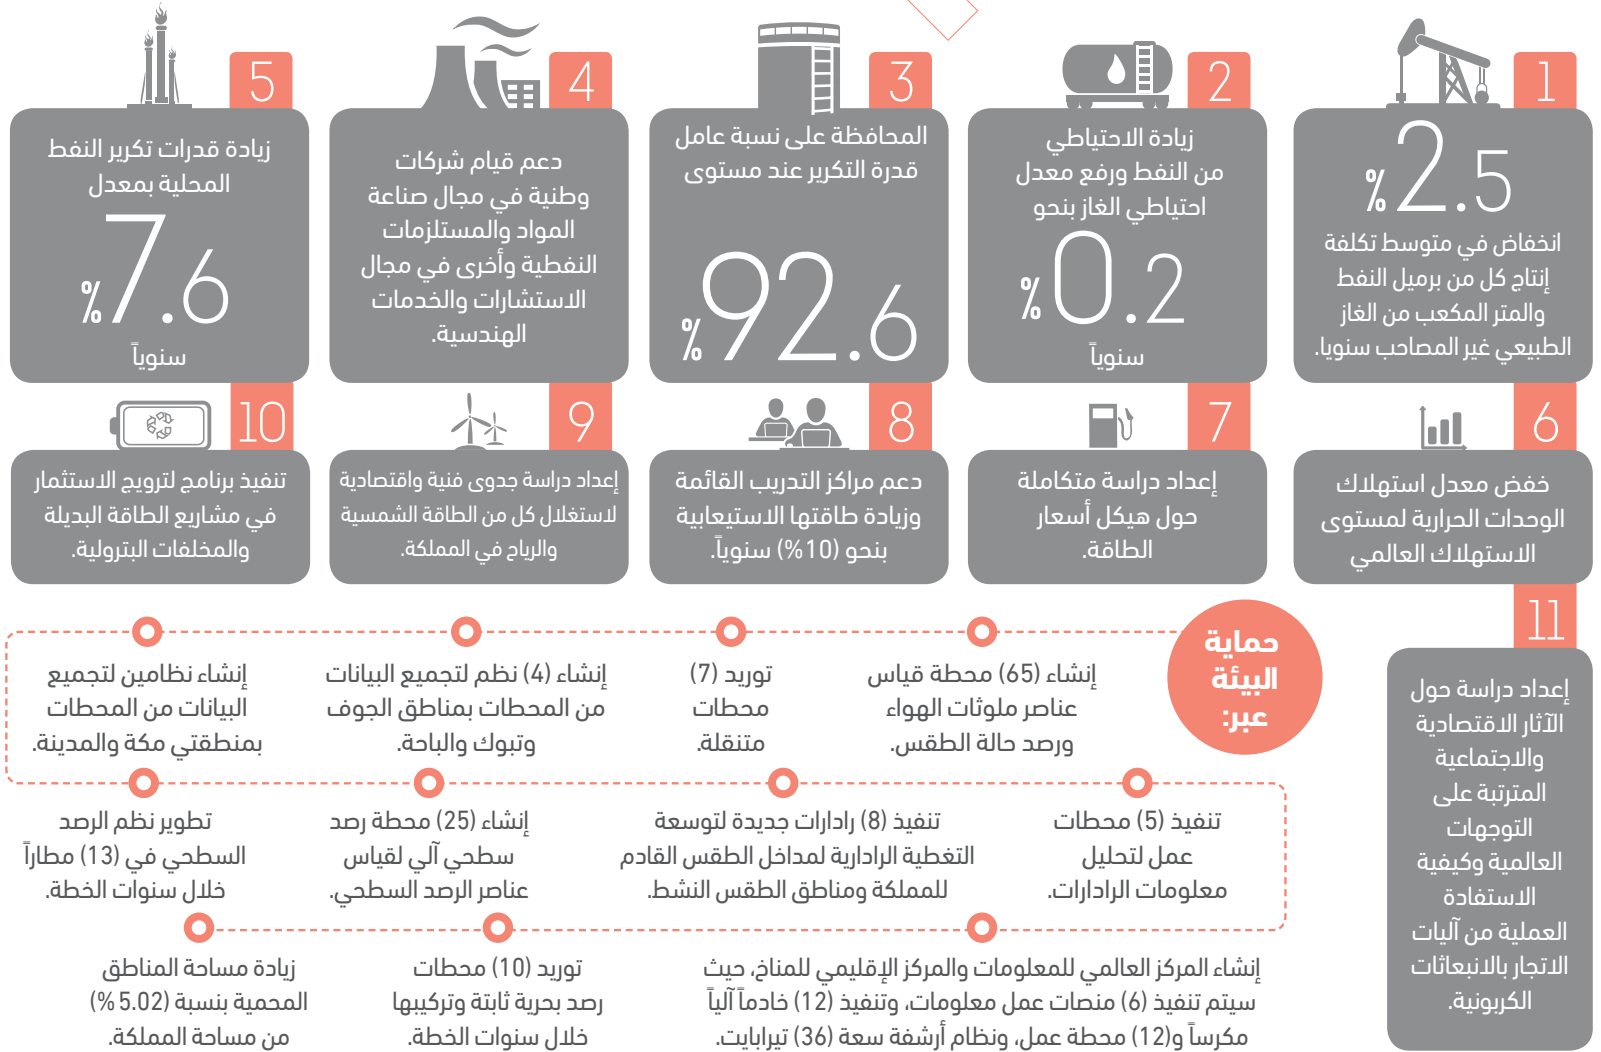 1
%2.5
انخفاض في متوسط تكلفة
إنتاج كل من برميل النفط
والمتر المكعب من الغاز
الطبيعي غير المصاحب سنويا.
2
زيادة الاحتياطي
من النفط ورفع معدل
احتياطي الغاز بنحو
%0.2
سنوياً
3
المحافظة على نسبة عامل
قدرة التكرير عند مستوى
%92.6
4
دعم قيام شركات
وطنية في مجال صناعة
المواد والمستلزمات
النفطية وأخرى في مجال
الاستشارات والخدمات
الهندسية.
5
زيادة قدرات تكرير النفط
المحلية بمعدل
%7.6
سنوياً
6
خفض معدل استهلاك
الوحدات الحرارية لمستوى
الاستهلاك العالمي
7
إعداد دراسة متكاملة
حول هيكل أسعار
الطاقة.
8
دعم مراكز التدريب القائمة
وزيادة طاقتها الاستيعابية
بنحو (10%) سنوياً.
9
إعداد دراسة جدوى فنية واقتصادية
لاستغلال كل من الطاقة الشمسية
والرياح في المملكة.
10
تنفيذ برنامج لترويج الاستثمار
في مشاريع الطاقة البديلة
والمخلفات البترولية.
11
إعداد دراسة حول
الآثار الاقتصادية
والاجتماعية
المترتبة على
التوجهات
العالمية وكيفية
الاستفادة
العملية من آليات
الاتجار بالانبعاثات
الكربونية.
حماية
البيئة
عبر:
إنشاء (65) محطة قياس
عناصر ملوثات الهواء
ورصد حالة الطقس.
توريد (7)
محطات
متنقلة.
إنشاء (4) نظم لتجميع البيانات
من المحطات بمناطق الجوف
وتبوك والباحة.
إنشاء نظامين لتجميع
البيانات من المحطات
بمنطقتي مكة والمدينة.
تنفيذ (5) محطات
عمل لتحليل
معلومات الرادارات.
تنفيذ (8) رادارات جديدة لتوسعة
التغطية الرادارية لمداخل الطقس القادم
للمملكة ومناطق الطقس النشط.
إنشاء (25) محطة رصد
سطحي آلي لقياس
عناصر الرصد السطحي.
تطوير نظم الرصد
السطحي في (13) مطاراً
خلال سنوات الخطة.
إنشاء المركز العالمي للمعلومات والمركز الإقليمي للمناخ، حيث
سيتم تنفيذ (6) منصات عمل معلومات، وتنفيذ (12) خادماً آلياً
مكرساً و(12) محطة عمل، ونظام أرشفة سعة (36) تيرابايت.
توريد (10) محطات
رصد بحرية ثابتة وتركيبها
خلال سنوات الخطة.
زيادة مساحة المناطق
المحمية بنسبة (5.02 %)
من مساحة المملكة.